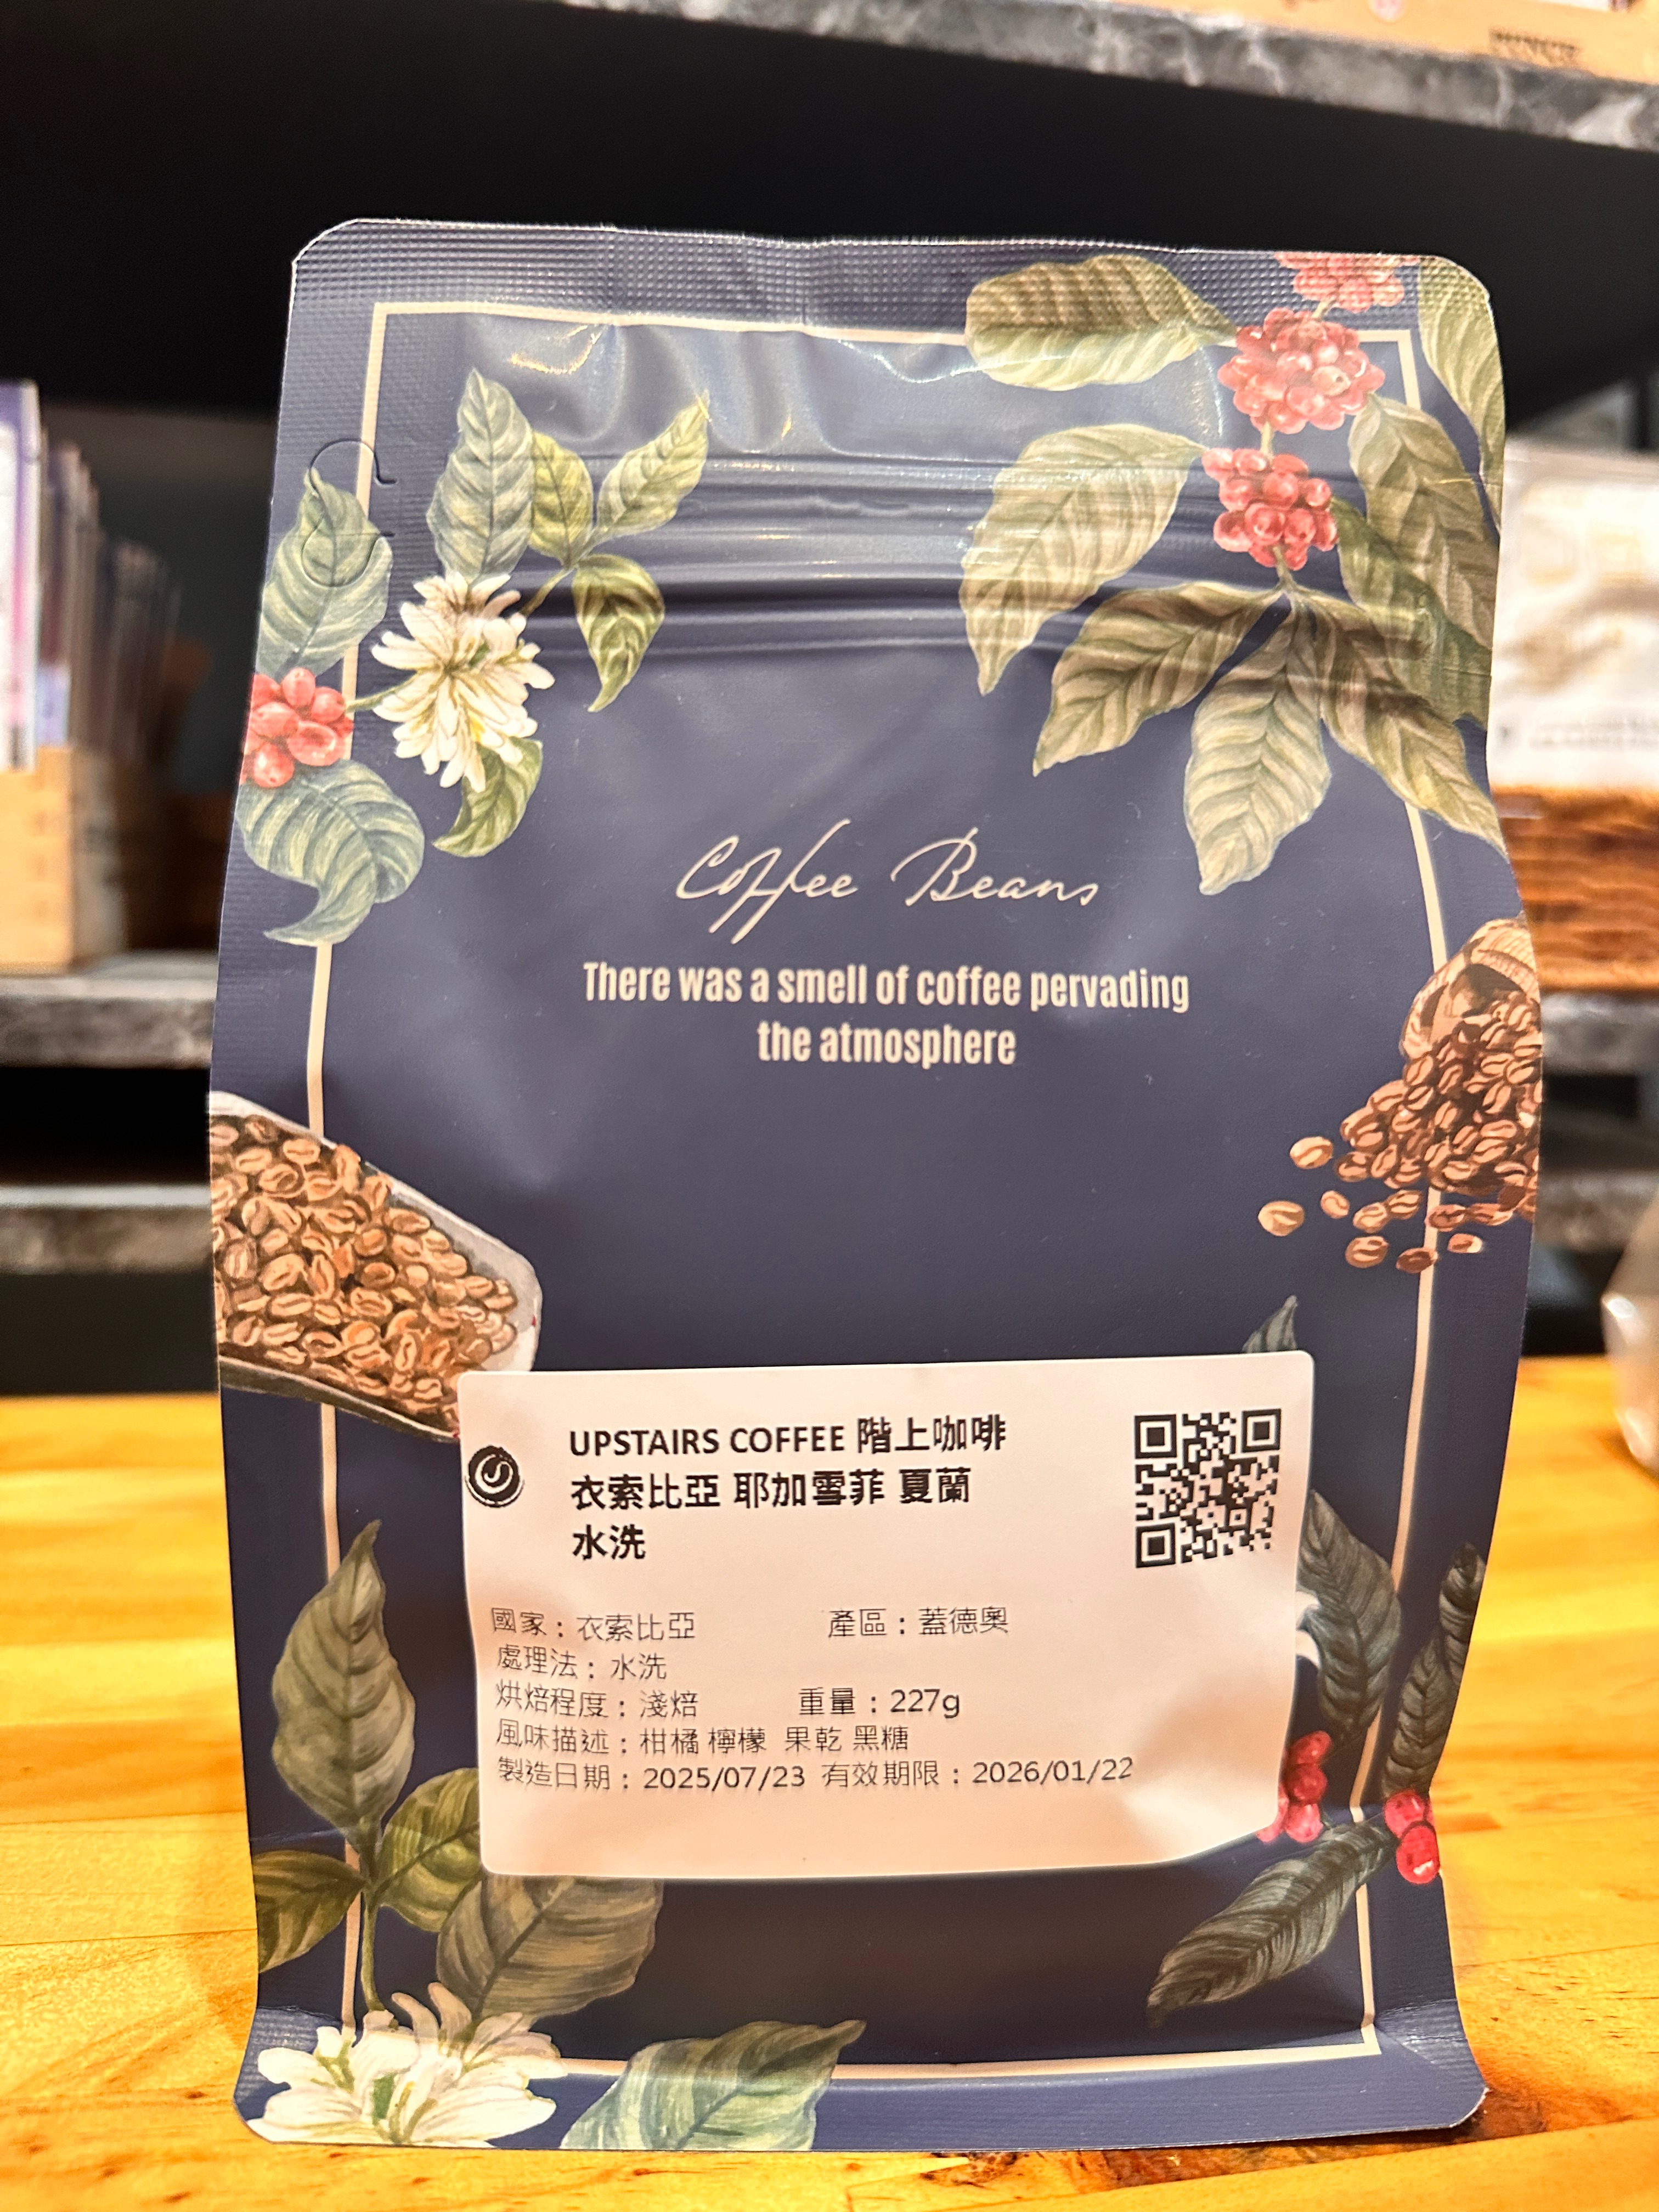 Coffee Beans
There was a smell of coffee pervading
the atmosphere
UPSTAIRS COFFEE 階上咖啡
衣索比亞 耶加雪菲 夏蘭
水洗
國家：衣索比亞 產區：蓋德奧
處理法：水洗
烘焙程度：淺焙 重量：227g
風味描述：柑橘 檸檬 果乾 黑糖
製造日期：2025/07/23 有效期限：2026/01/22